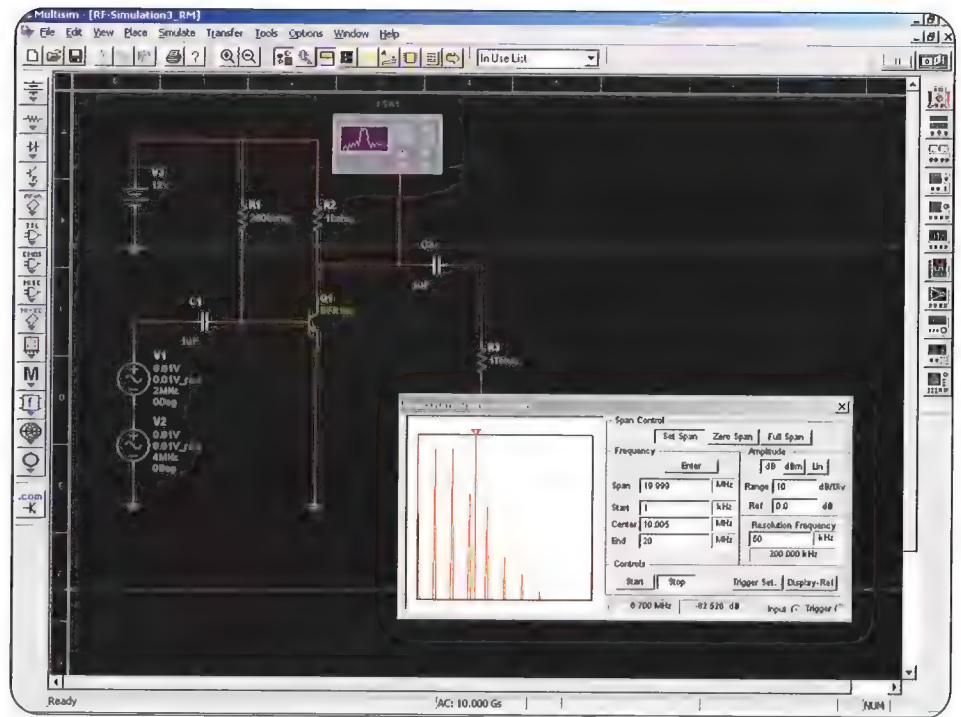 Multisim - [RF-Simulation3_RM]
File Edit View Place Simulate Transfer Tools Options Window Help
In Use List
V3
12V
R1
R2
C1
1uF
Q1
V1
0.01V
2MHz
0Deg
V2
0.01V
4MHz
0Deg
R3
TTL
CMOS
M
.com
Span Control
Set Span Zero Span Full Span
Frequency
Enter
Span 19.999 MHz
Start 1 kHz
Center 10.005 MHz
End 20 MHz
Amplitude
dB dBm Lin
Range 10 dB/Div
Ref 0.0 dB
Resolution Frequency
50 kHz
200.000 kHz
Controls
Start Stop Trigger Set. Display-Ref
6.700 MHz -82.526 dB Input Trigger
Ready AC: 10.000 Gs NUM